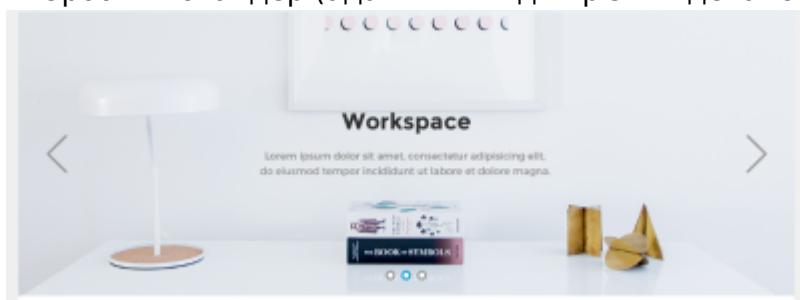 Workspace
Lorem ipsum dolor sit amet, consectetur adipisicing elit,
do eiusmod tempor incididunt ut labore et dolore magna.
THE BOOK OF SYMBOLS